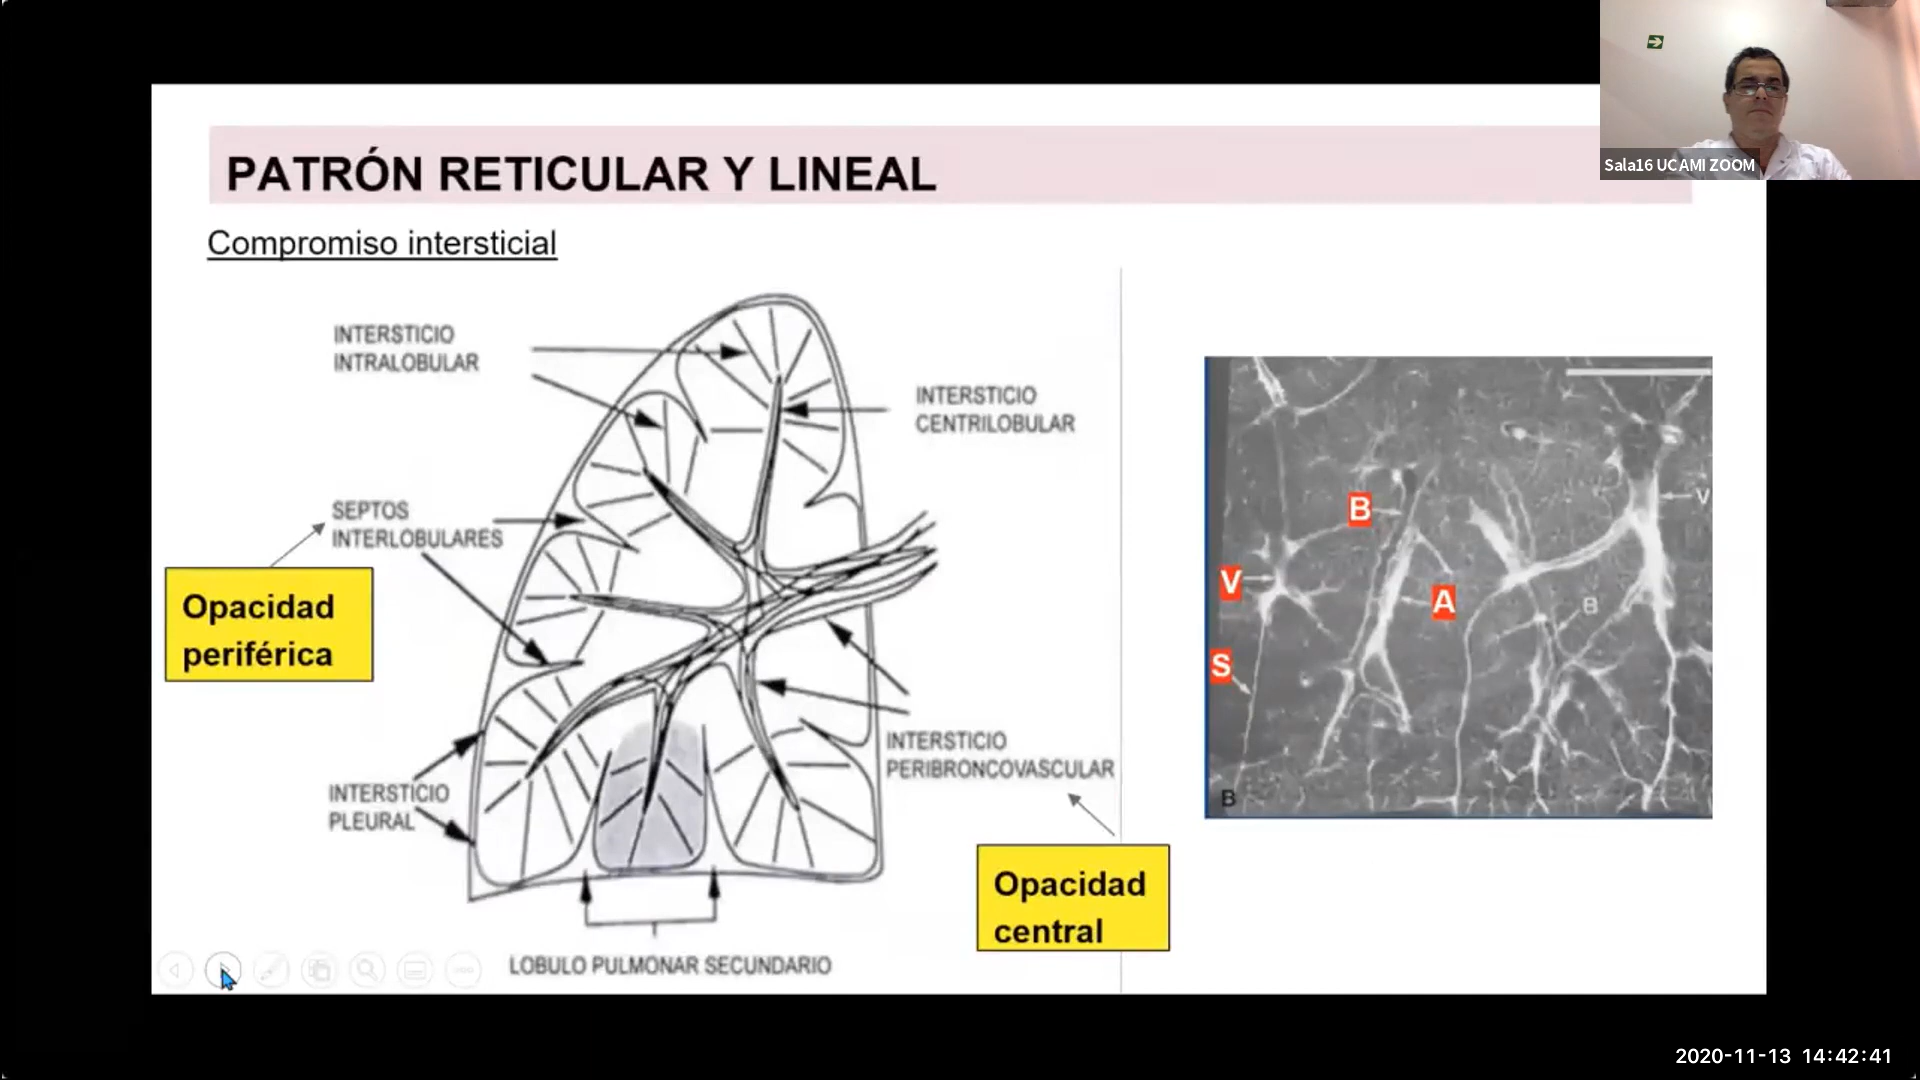 Sala16 UCAMI ZOOM
PATRÓN RETICULAR Y LINEAL
Compromiso intersticial
INTERSTICIO
INTRALOBULAR
INTERSTICIO
CENTRILOBULAR
SEPTOS
INTERLOBULARES
Opacidad
periférica
INTERSTICIO
PLEURAL
INTERSTICIO
PERIBRONCOVASCULAR
Opacidad
central
LOBULO PULMONAR SECUNDARIO
B
V
V
A
B
S
B
2020-11-13 14:42:41